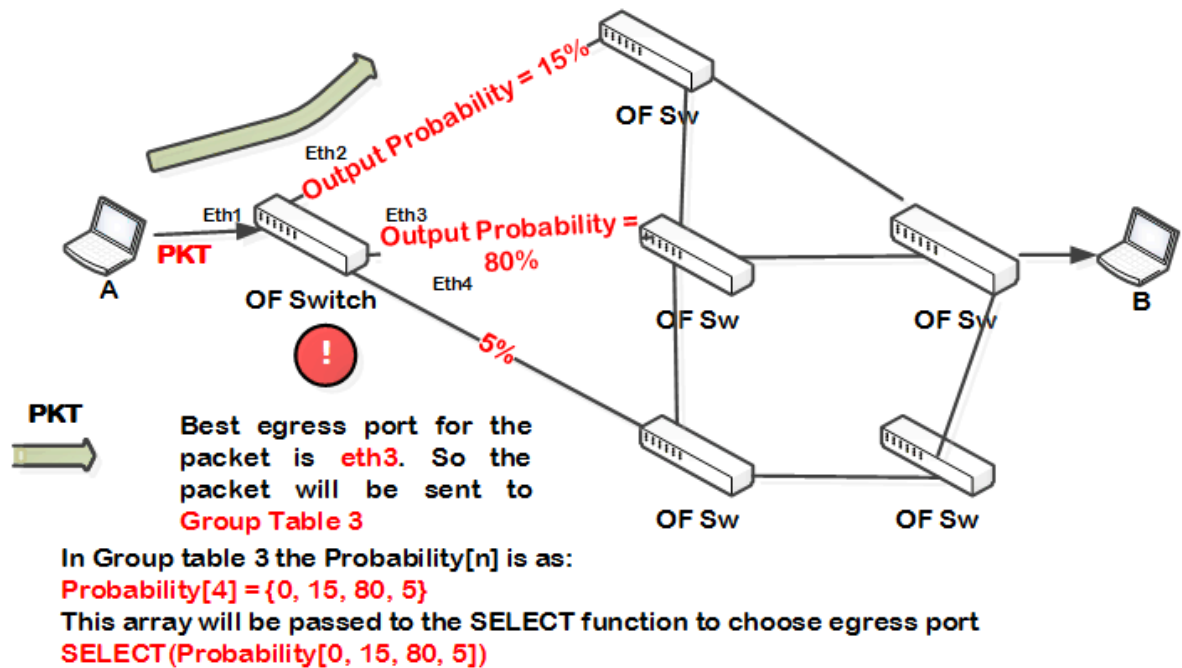 Output Probability = 15%
OF Sw
Eth2
Eth1
Eth3
PKT
Output Probability =
80%
A
Eth4
B
OF Switch
OF Sw
OF Sw
5%
!
PKT
Best egress port for the
packet is eth3. So the
packet will be sent to
Group Table 3
OF Sw
OF Sw
In Group table 3 the Probability[n] is as:
Probability[4] = {0, 15, 80, 5}
This array will be passed to the SELECT function to choose egress port
SELECT(Probability[0, 15, 80, 5])